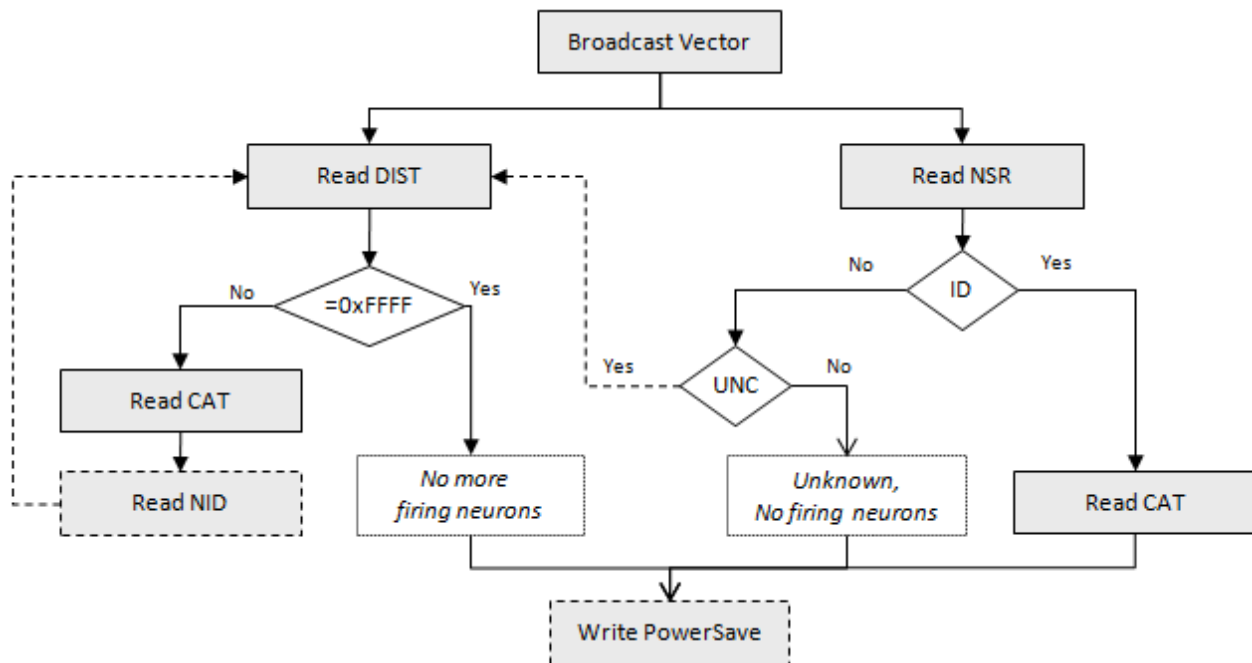 Broadcast Vector
Read DIST
Read NSR
No
Yes
ID
No
=0xFFFF
Yes
Yes
UNC
No
Read CAT
No more
firing neurons
Unknown,
No firing neurons
Read NID
Read CAT
Write PowerSave